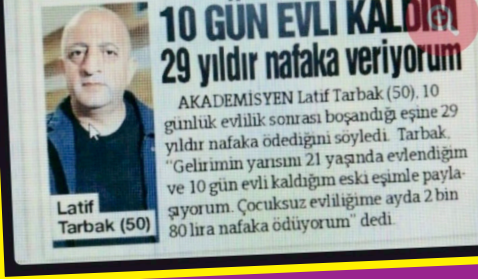 10 GÜN EVLİ KALDIM
29 yıldır nafaka veriyorum
AKADEMİSYEN Latif Tarbak (50), 10
günlük evlilik sonrası boşandığı eşine 29
yıldır nafaka ödediğini söyledi. Tarbak,
"Gelirimin yarısını 21 yaşında evlendiğim
ve 10 gün evli kaldığım eski eşimle payla-
şıyorum. Çocuksuz evliliğime ayda 2 bin
80 lira nafaka ödüyorum" dedi.
Latif
Tarbak (50)